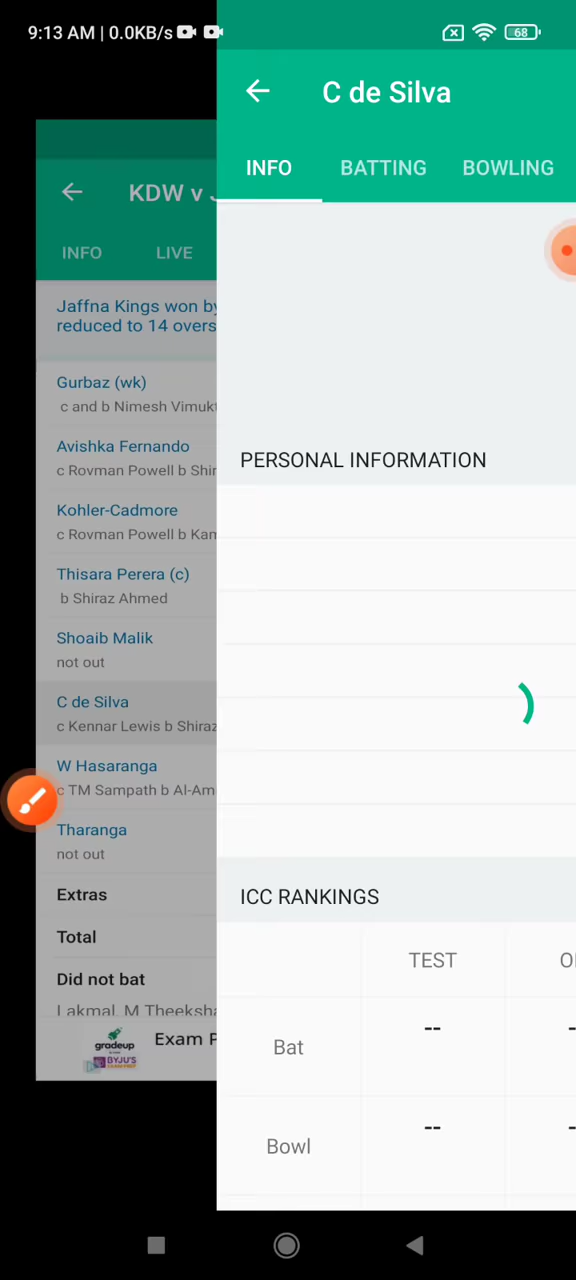 9:13 AM | 0.0KB/s
68
C de Silva
INFO
BATTING
BOWLING
KDW v
INFO
LIVE
Jaffna Kings won by
reduced to 14 overs
Gurbaz (wk)
c and b Nimesh Vimukt
Avishka Fernando
c Rovman Powell b Shir
Kohler-Cadmore
c Rovman Powell b Kam
Thisara Perera (c)
b Shiraz Ahmed
Shoaib Malik
not out
C de Silva
c Kennar Lewis b Shiraz
W Hasaranga
c TM Sampath b Al-Am
Tharanga
not out
Extras
Total
Did not bat
Lakmal, M Theeksha
gradeup
BYJU'S
Exam P
PERSONAL INFORMATION
ICC RANKINGS
TEST
O
Bat
--
Bowl
--